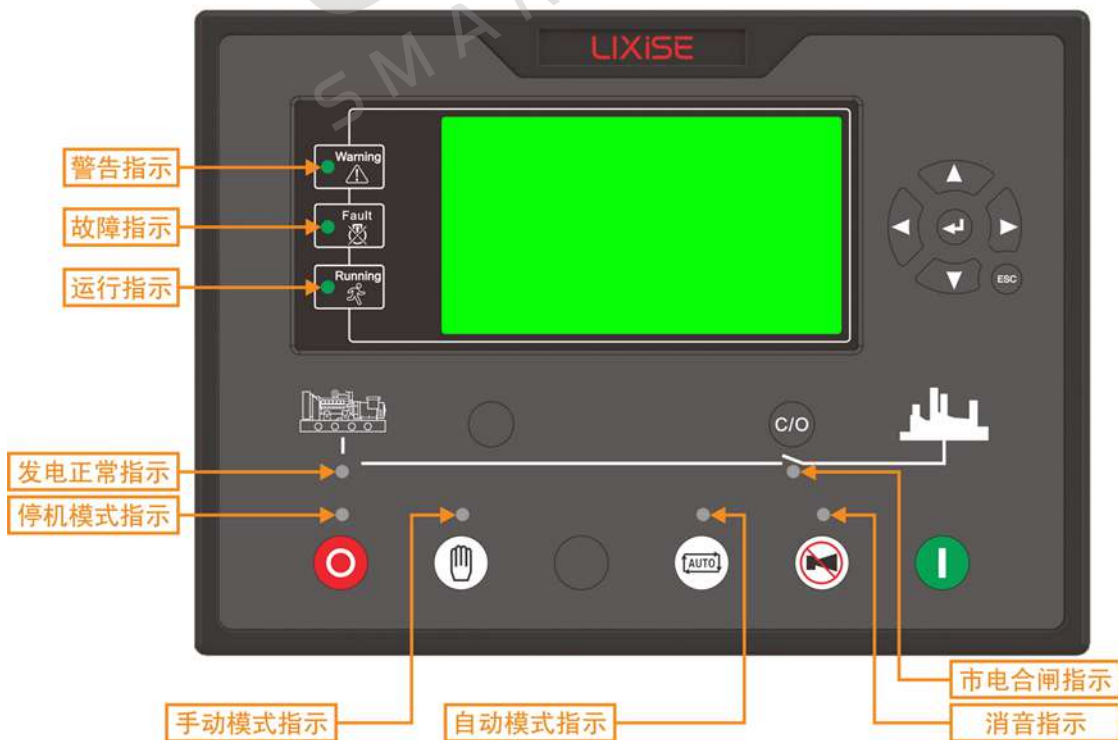 SMAR
LIXiSE
警告指示
Warning
故障指示
Fault
运行指示
Running
ESC
C/O
发电正常指示
停机模式指示
AUTO
市电合闸指示
手动模式指示
自动模式指示
消音指示